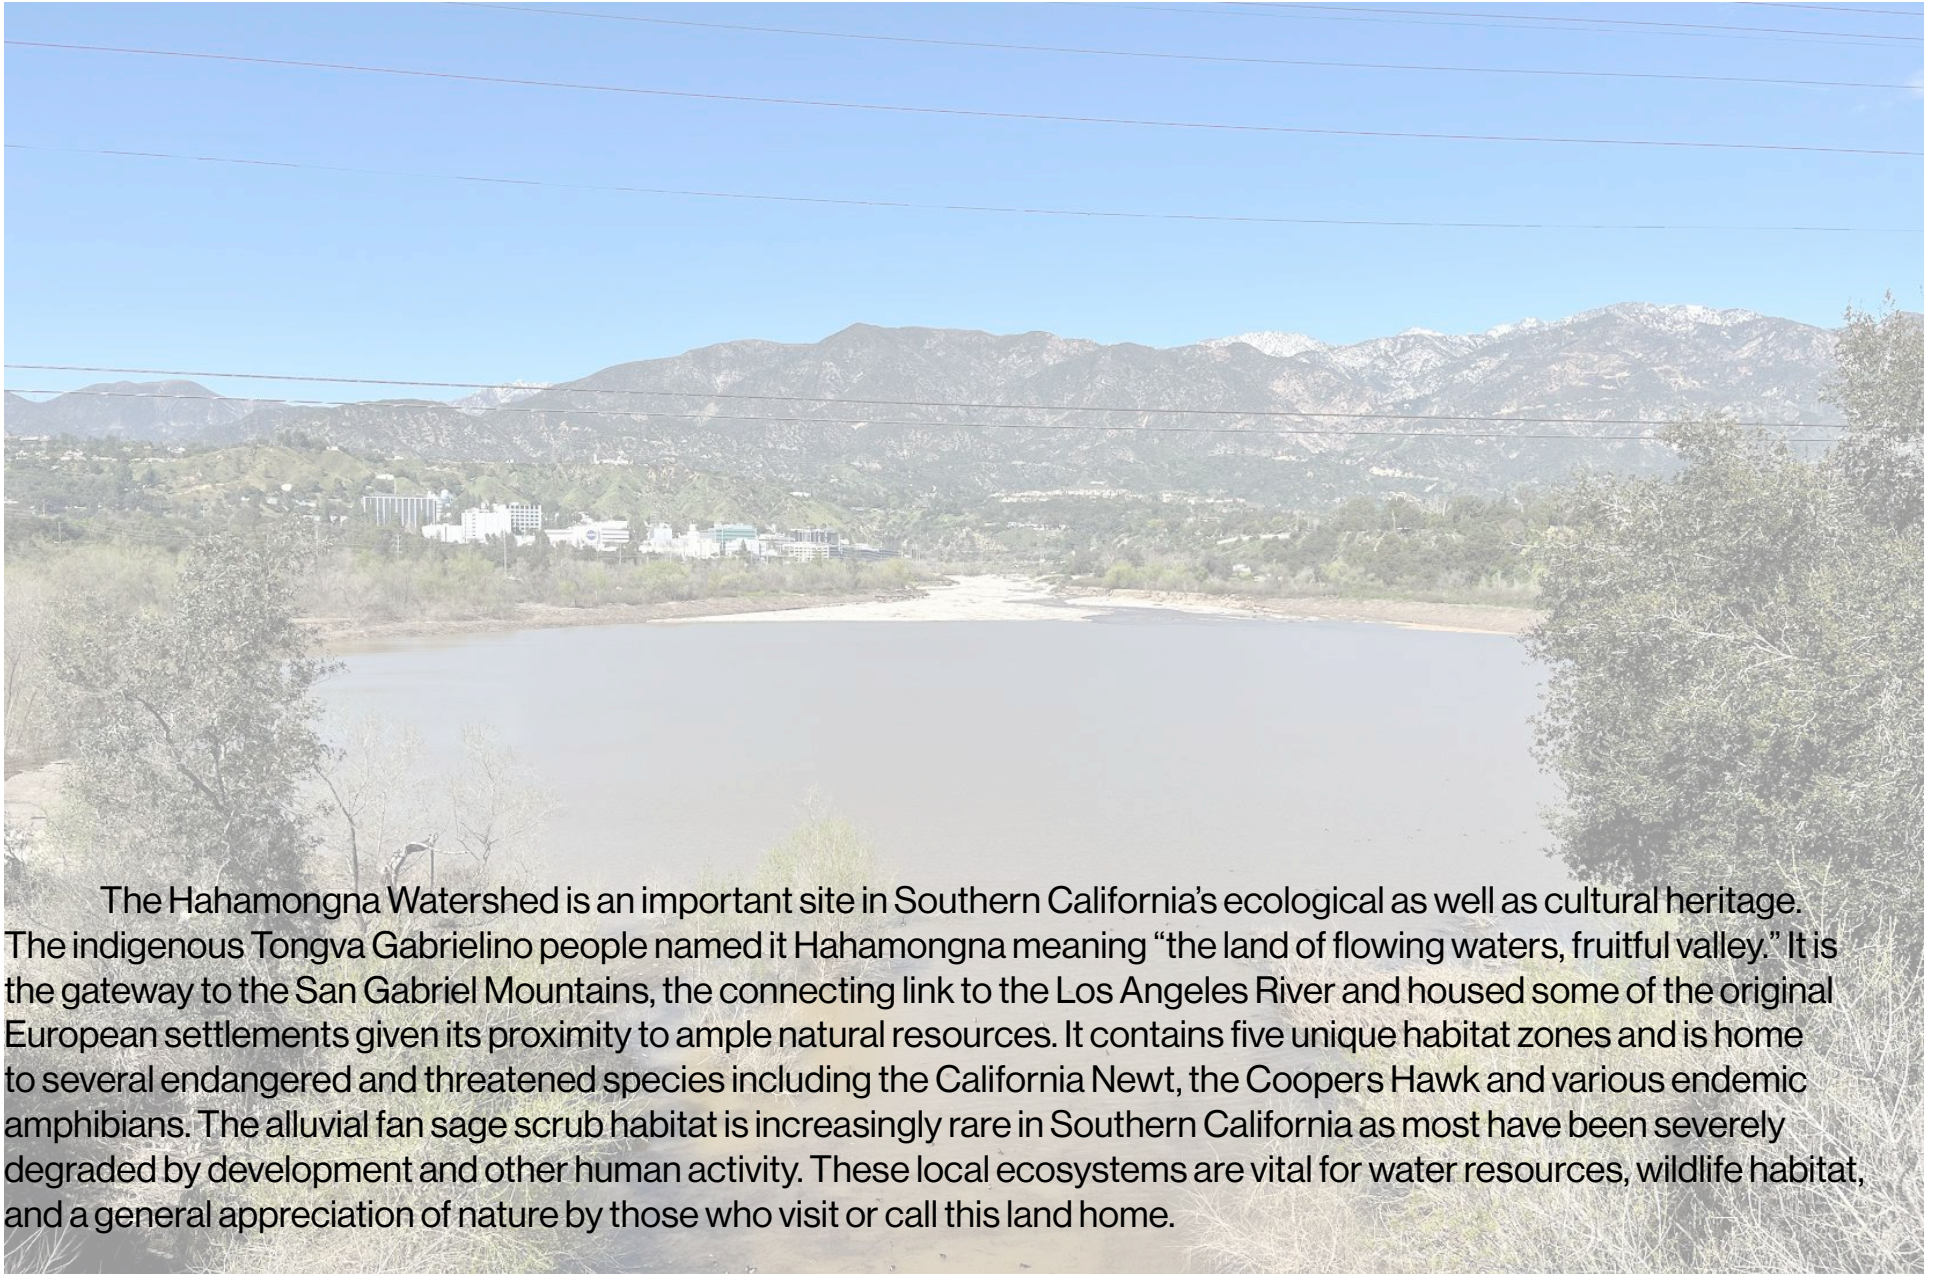 The Hahamongna Watershed is an important site in Southern California’s ecological as well as cultural heritage.
The indigenous Tongva Gabrielino people named it Hahamongna meaning “the land of flowing waters, fruitful valley.” It is
the gateway to the San Gabriel Mountains, the connecting link to the Los Angeles River and housed some of the original
European settlements given its proximity to ample natural resources. It contains five unique habitat zones and is home
to several endangered and threatened species including the California Newt, the Coopers Hawk and various endemic
amphibians. The alluvial fan sage scrub habitat is increasingly rare in Southern California as most have been severely
degraded by development and other human activity. These local ecosystems are vital for water resources, wildlife habitat,
and a general appreciation of nature by those who visit or call this land home.